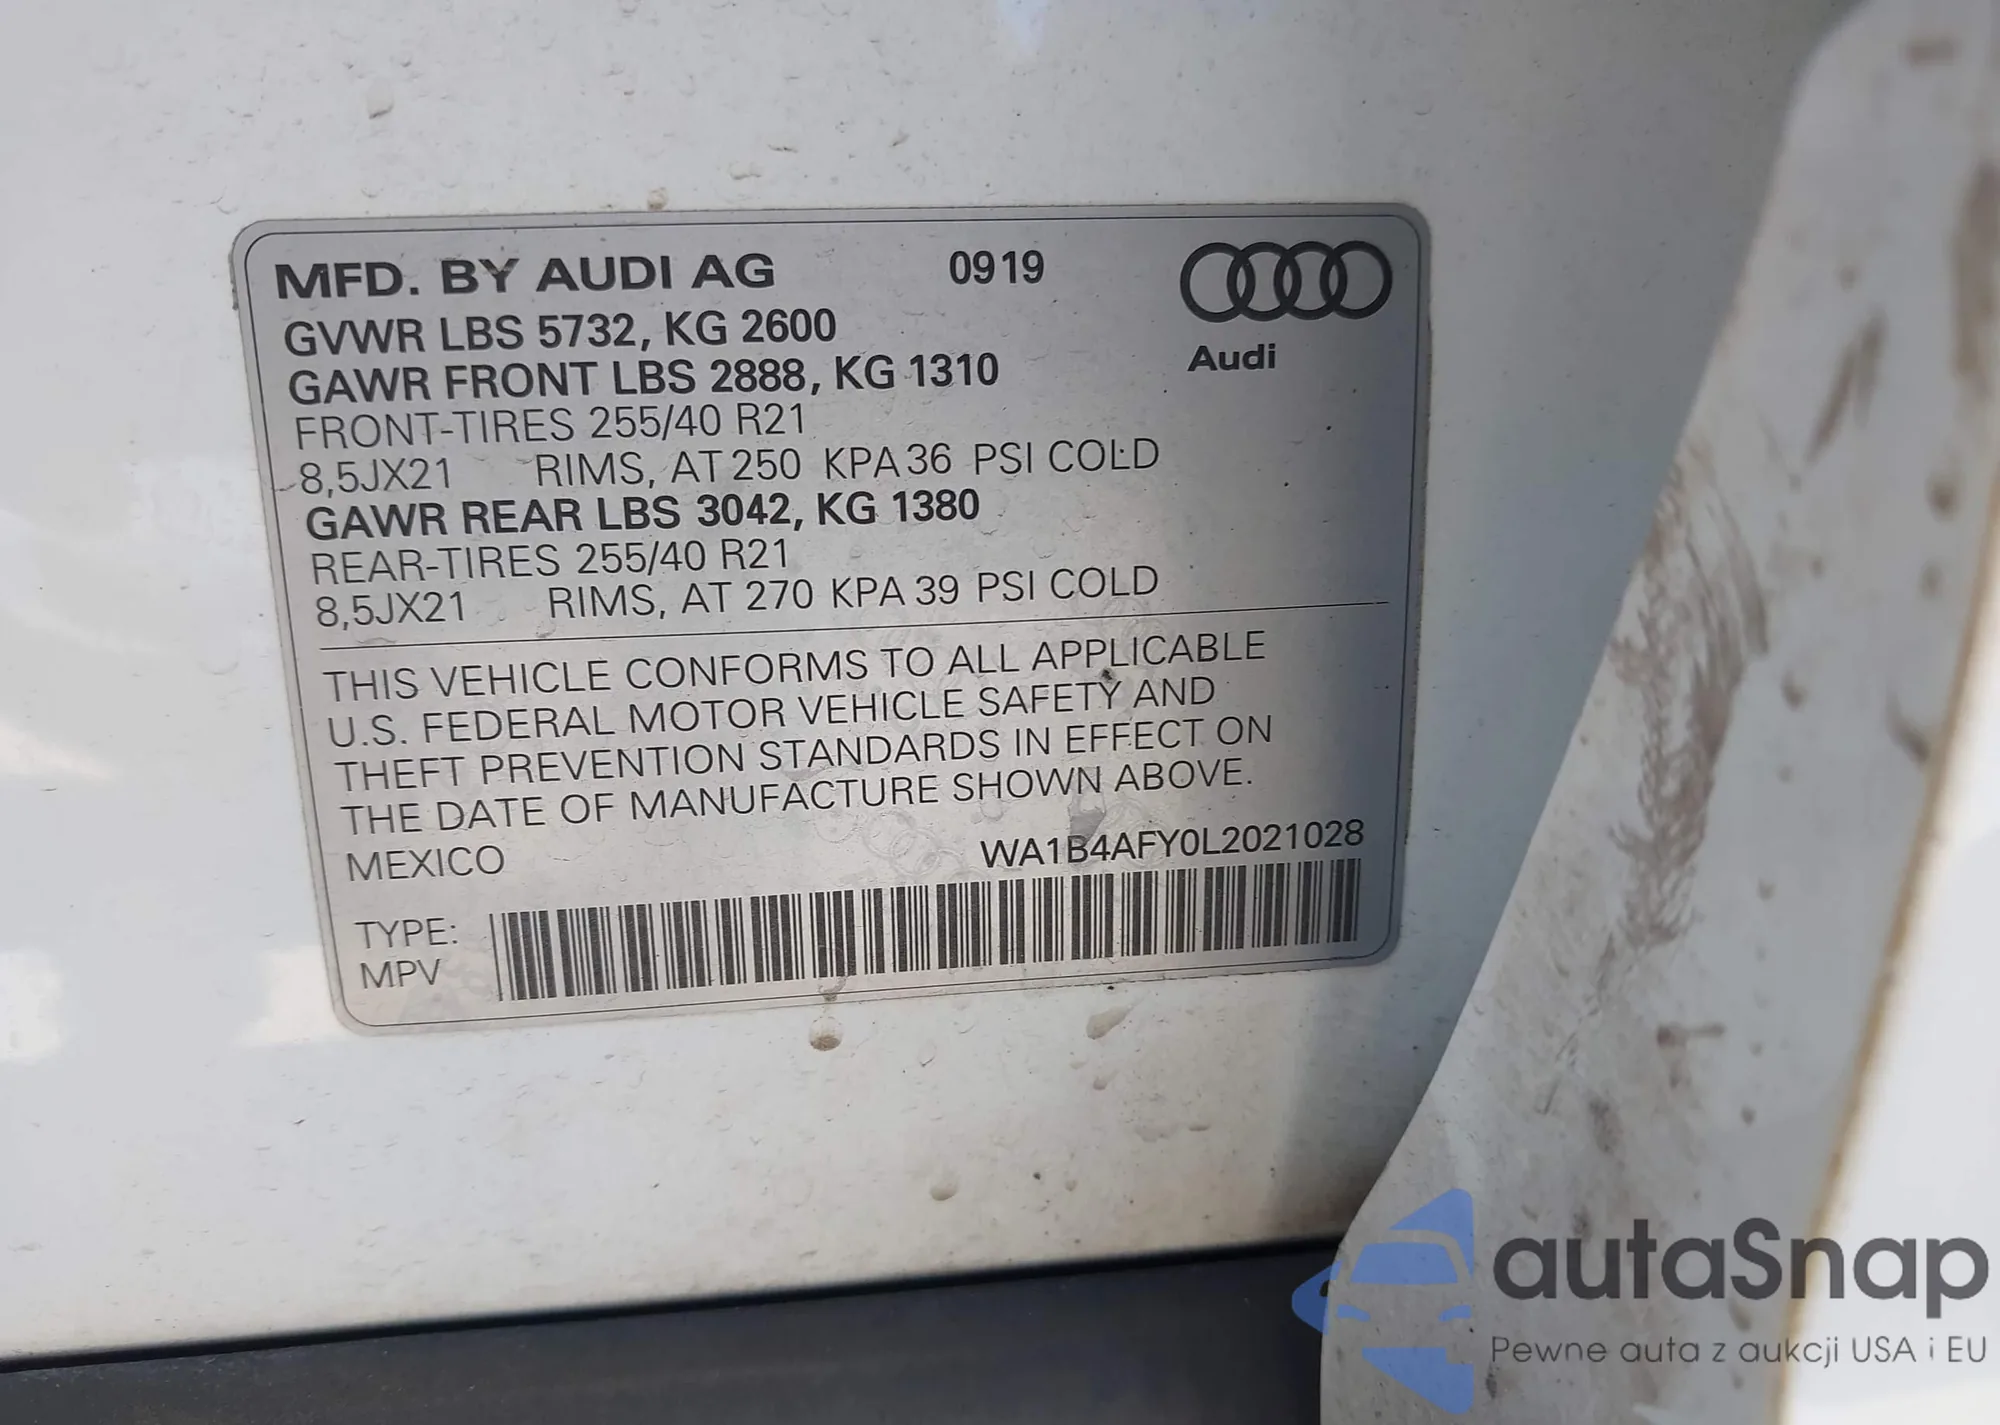 MFD. BY AUDI AG 0919
GVWR LBS 5732, KG 2600
GAWR FRONT LBS 2888, KG 1310
Audi
FRONT-TIRES 255/40 R21
8,5JX21 RIMS, AT 250 KPA 36 PSI COLD
GAWR REAR LBS 3042, KG 1380
REAR-TIRES 255/40 R21
8,5JX21 RIMS, AT 270 KPA 39 PSI COLD
THIS VEHICLE CONFORMS TO ALL APPLICABLE
U.S. FEDERAL MOTOR VEHICLE SAFETY AND
THEFT PREVENTION STANDARDS IN EFFECT ON
THE DATE OF MANUFACTURE SHOWN ABOVE.
MEXICO WA1B4AFY0L2021028
TYPE:
MPV
autaSnap
Pewne auta z aukcji USA i EU